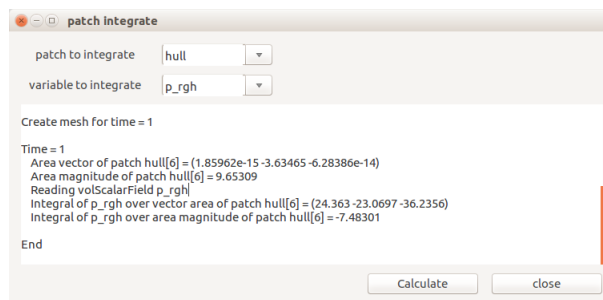 patch integrate
patch to integrate hull
variable to integrate p_rgh
Create mesh for time = 1
Time = 1
Area vector of patch hull[6] = (1.85962e-15 -3.63465 -6.28386e-14)
Area magnitude of patch hull[6] = 9.65309
Reading volScalarField p_rgh
Integral of p_rgh over vector area of patch hull[6] = (24.363 -23.0697 -36.2356)
Integral of p_rgh over area magnitude of patch hull[6] = -7.48301
End
Calculate close